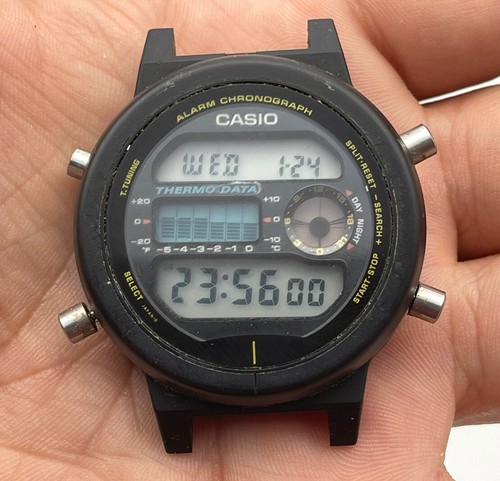 ALARM CHRONOGRAPH
CASIO
WED 1-24
T.TUNING
SPLIT·RESET
−SEARCH+
THERMO DATA
+20 +10
0 0
−20 −10
°F −5−4−3−2−1 0 °C
DAY NIGHT
SELECT
START·STOP
23:56 00